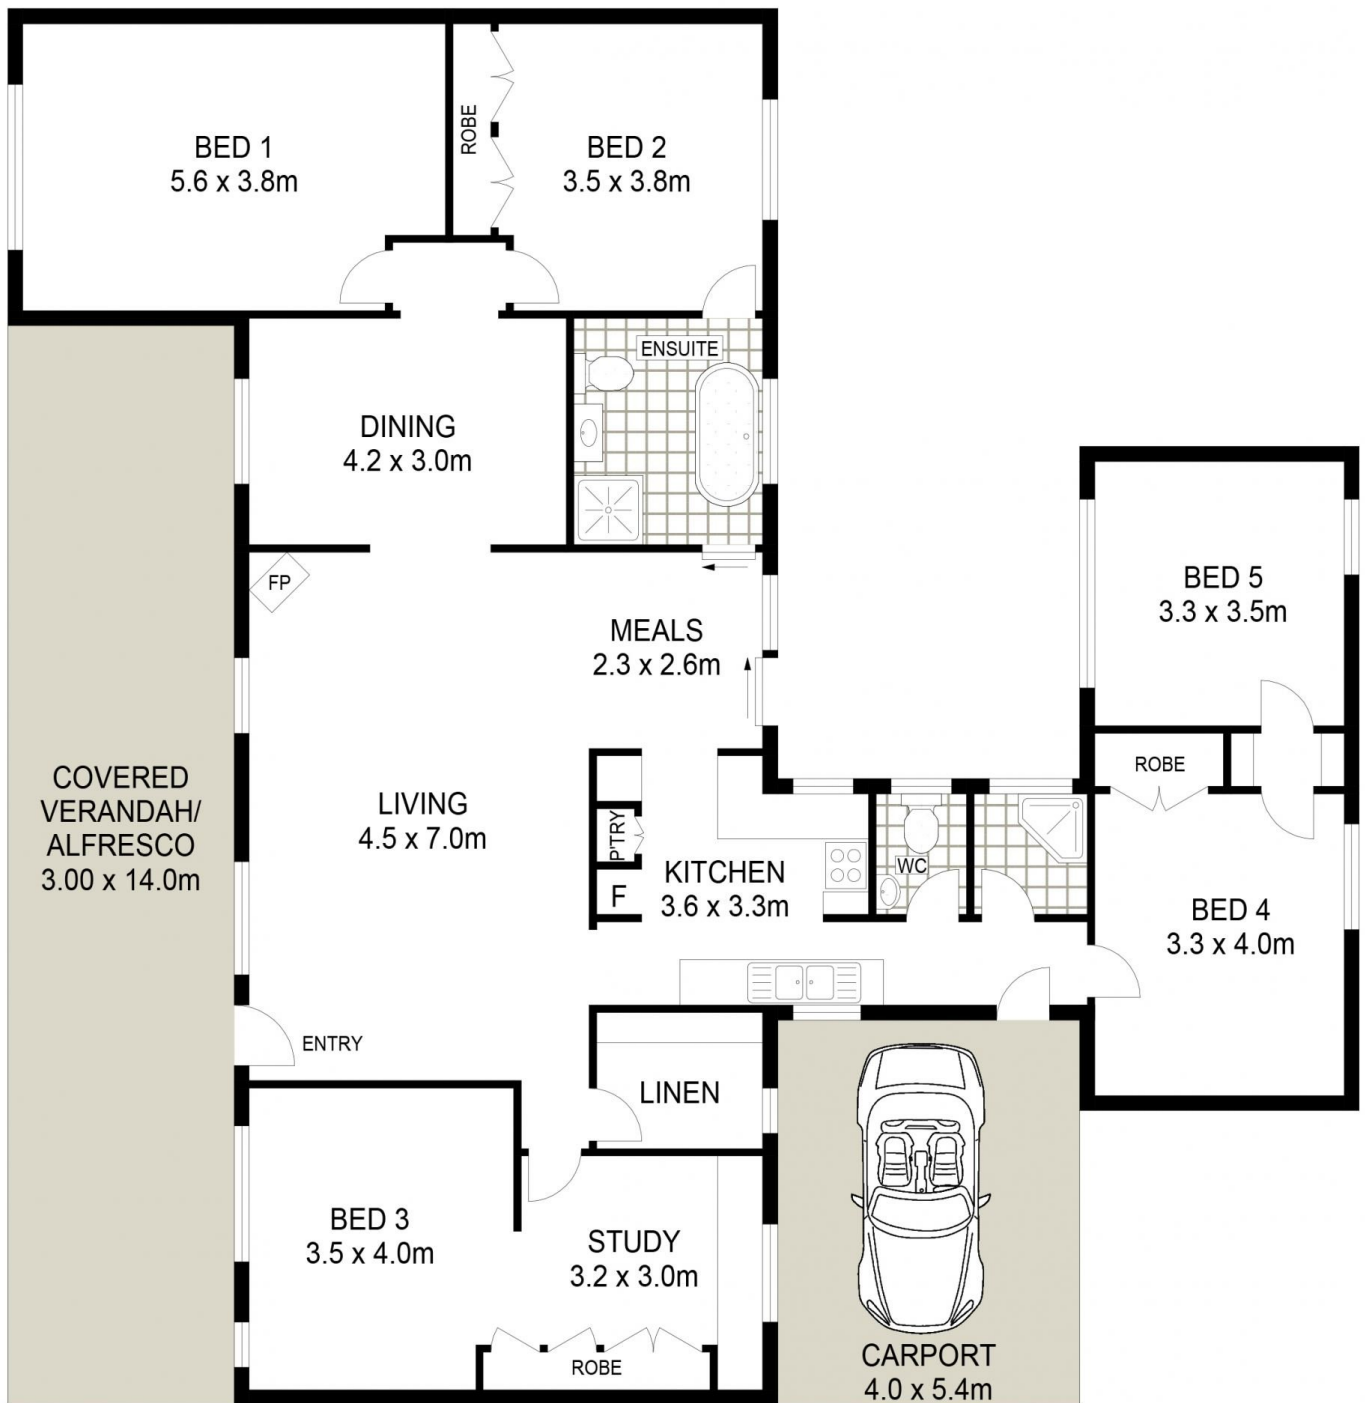 BED 1
5.6 x 3.8m
ROBE
BED 2
3.5 x 3.8m
ENSUITE
DINING
4.2 x 3.0m
FP
MEALS
2.3 x 2.6m
BED 5
3.3 x 3.5m
COVERED
VERANDAH/
ALFRESCO
3.00 x 14.0m
LIVING
4.5 x 7.0m
P'TRY
F
KITCHEN
3.6 x 3.3m
WC
ROBE
BED 4
3.3 x 4.0m
ENTRY
LINEN
BED 3
3.5 x 4.0m
STUDY
3.2 x 3.0m
ROBE
CARPORT
4.0 x 5.4m